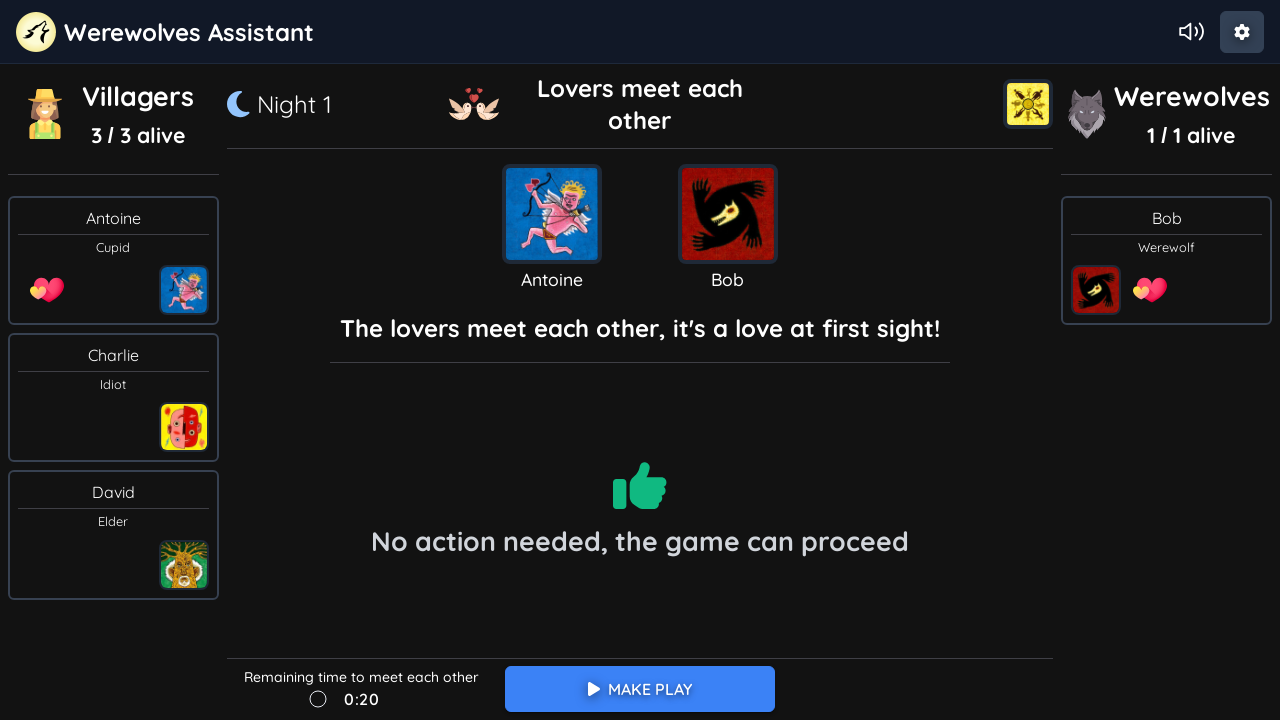 Werewolves Assistant
Villagers
3 / 3 alive
Night 1
Lovers meet each
other
Werewolves
1 / 1 alive
Antoine
Cupid
Charlie
Idiot
David
Elder
Antoine
Bob
The lovers meet each other, it's a love at first sight!
No action needed, the game can proceed
Remaining time to meet each other
0:20
MAKE PLAY
Bob
Werewolf